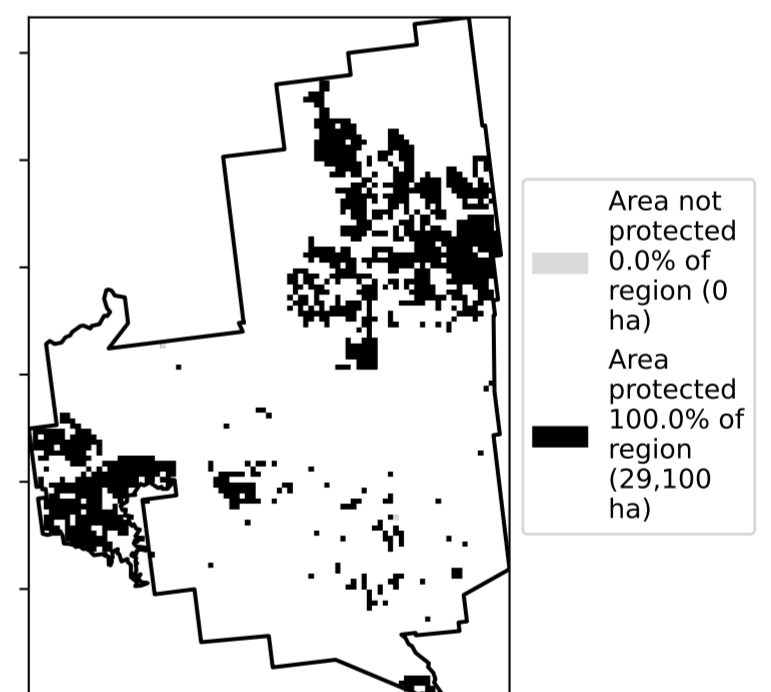 Area not
protected
0.0% of
region (0
ha)
Area
protected
100.0% of
region
(29,100
ha)